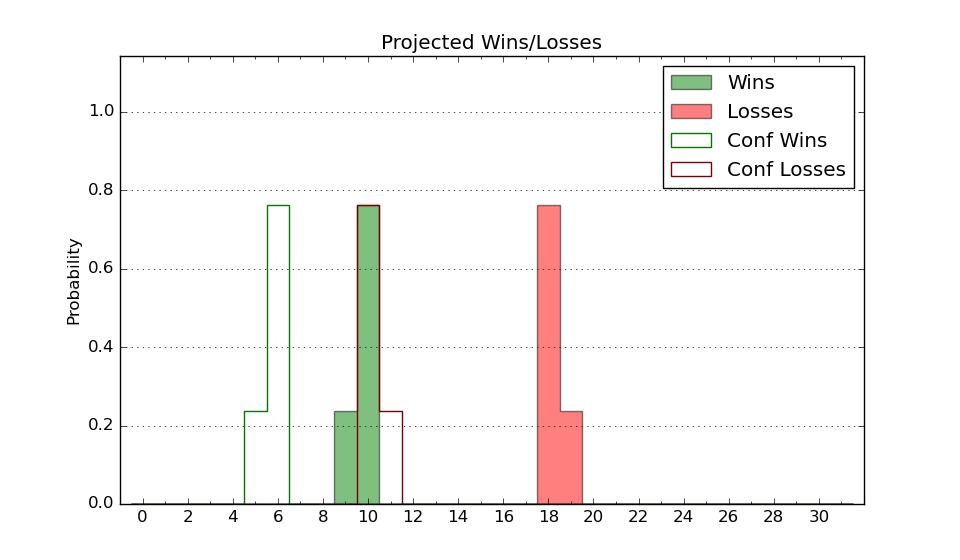 Projected Wins/Losses
Wins
Losses
Conf Wins
Conf Losses
Probability
1.0
0.8
0.6
0.4
0.2
0.0
0 2 4 6 8 10 12 14 16 18 20 22 24 26 28 30